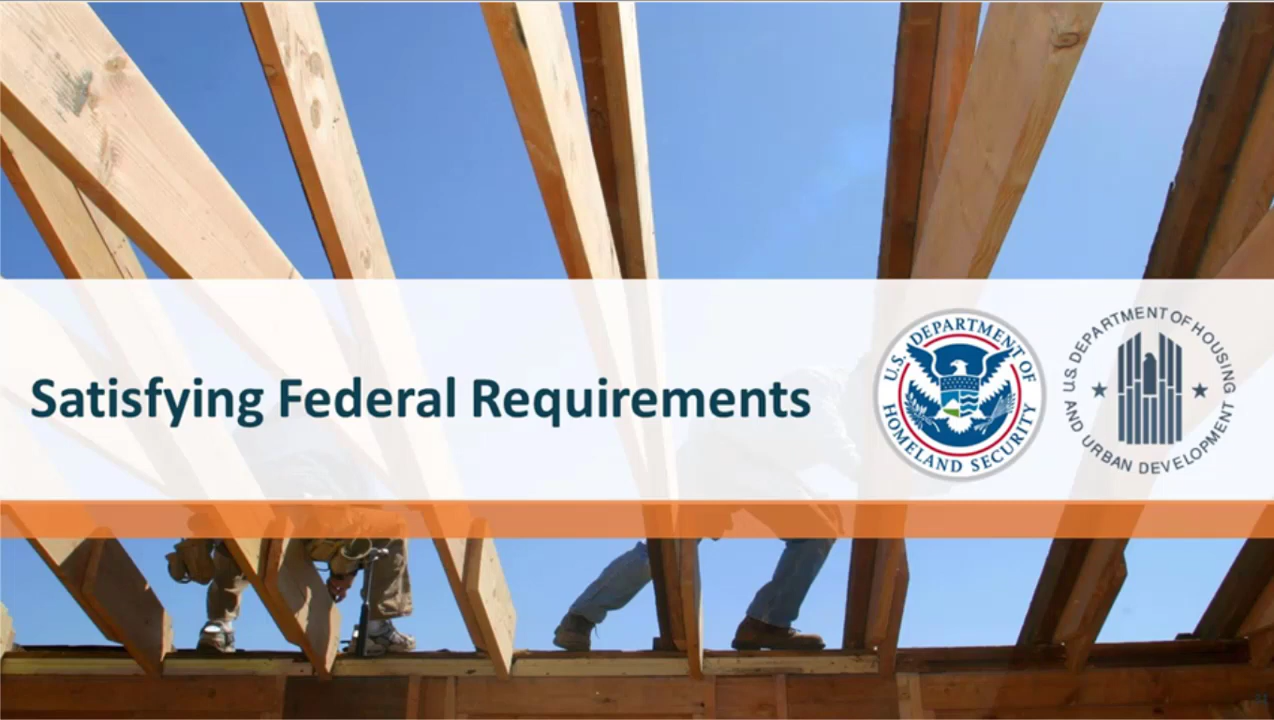 Satisfying Federal Requirements
U.S. DEPARTMENT OF
HOMELAND SECURITY
U.S. DEPARTMENT OF HOUSING
AND URBAN DEVELOPMENT